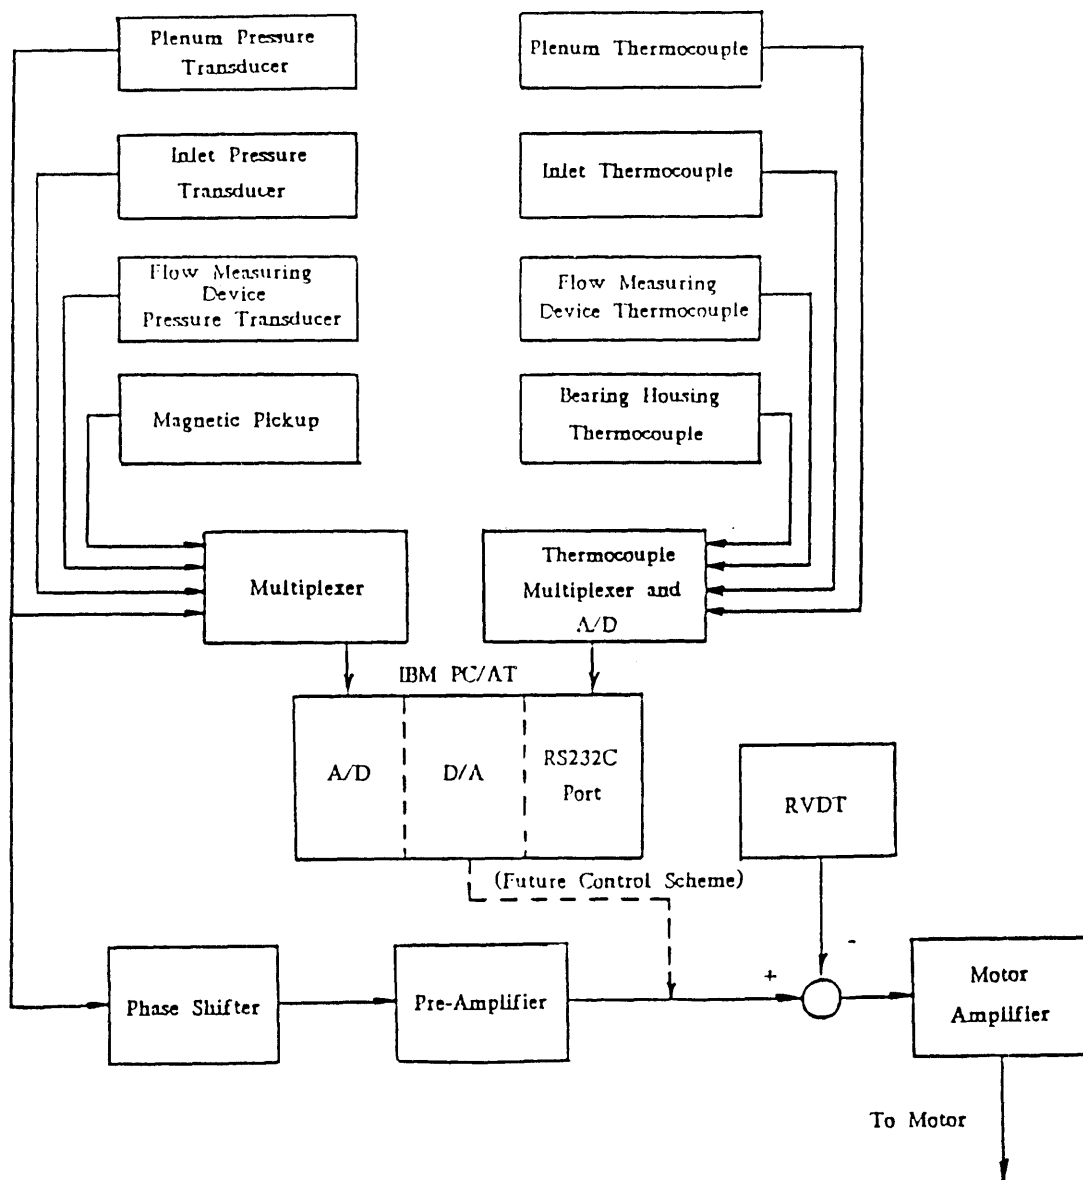 Plenum Pressure
Transducer
Plenum Thermocouple
Inlet Pressure
Transducer
Inlet Thermocouple
Flow Measuring
Device
Pressure Transducer
Flow Measuring
Device Thermocouple
Magnetic Pickup
Bearing Housing
Thermocouple
Multiplexer
Thermocouple
Multiplexer and
A/D
IBM PC/AT
A/D
D/A
RS232C
Port
RVDT
(Future Control Scheme)
-
+
Phase Shifter
Pre-Amplifier
Motor
Amplifier
To Motor